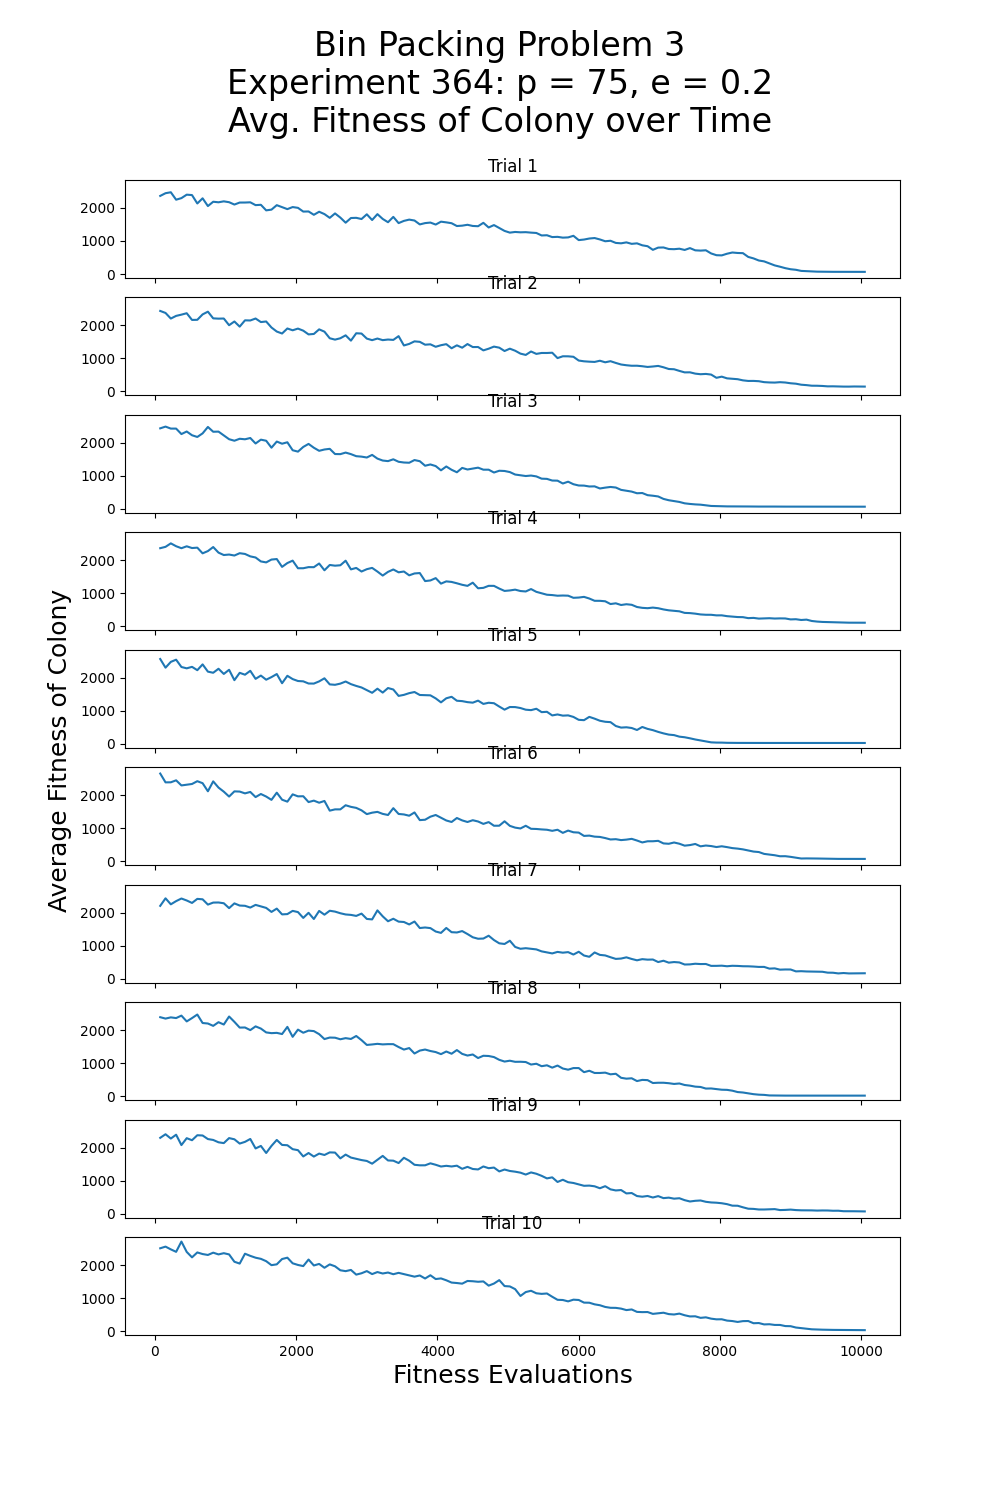 Bin Packing Problem 3
Experiment 364: p = 75, e = 0.2
Avg. Fitness of Colony over Time
Trial 1
2000
1000
0
Trial 2
2000
1000
0
Trial 3
2000
1000
0
Trial 4
2000
1000
0
Trial 5
2000
1000
0
Trial 6
2000
1000
0
Trial 7
2000
1000
0
Trial 8
2000
1000
0
Trial 9
2000
1000
0
Trial 10
2000
1000
0
0 2000 4000 6000 8000 10000
Fitness Evaluations
Average Fitness of Colony